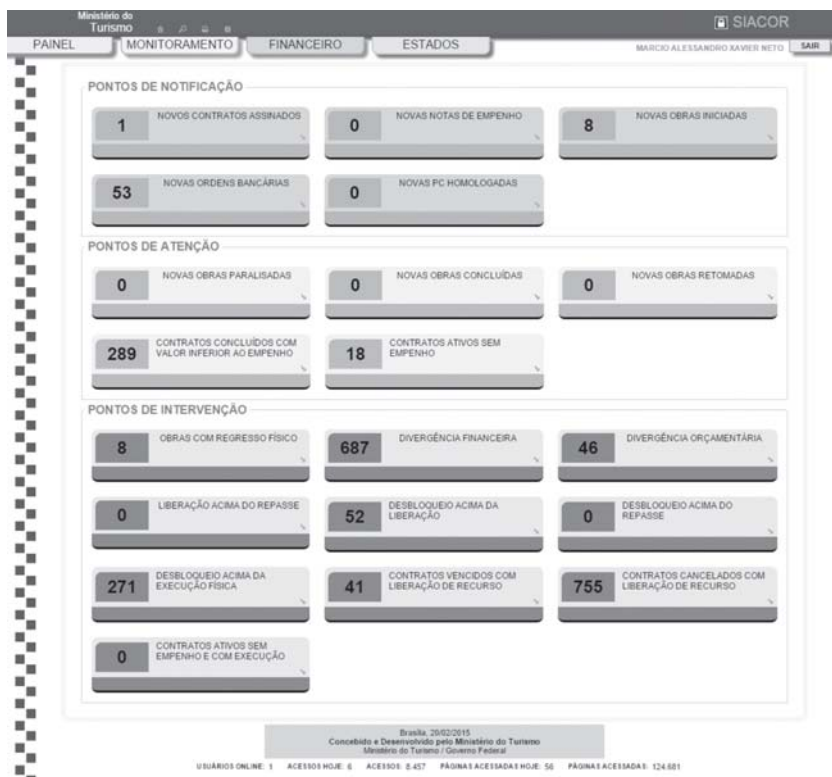 Ministério do
Turismo
SIACOR
PAINEL
MONITORAMENTO
FINANCEIRO
ESTADOS
MARCIO ALESSANDRO XAVIER NETO
SAIR
PONTOS DE NOTIFICAÇÃO
1
NOVOS CONTRATOS ASSINADOS
0
NOVAS NOTAS DE EMPENHO
8
NOVAS OBRAS INICIADAS
53
NOVAS ORDENS BANCÁRIAS
0
NOVAS PC HOMOLOGADAS
PONTOS DE ATENÇÃO
0
NOVAS OBRAS PARALISADAS
0
NOVAS OBRAS CONCLUÍDAS
0
NOVAS OBRAS RETOMADAS
289
CONTRATOS CONCLUÍDOS COM
VALOR INFERIOR AO EMPENHO
18
CONTRATOS ATIVOS SEM
EMPENHO
PONTOS DE INTERVENÇÃO
8
OBRAS COM REGRESSO FÍSICO
687
DIVERGÊNCIA FINANCEIRA
46
DIVERGÊNCIA ORÇAMENTÁRIA
0
LIBERAÇÃO ACIMA DO REPASSE
52
DESBLOQUEIO ACIMA DA
LIBERAÇÃO
0
DESBLOQUEIO ACIMA DO
REPASSE
271
DESBLOQUEIO ACIMA DA
EXECUÇÃO FÍSICA
41
CONTRATOS VENCIDOS COM
LIBERAÇÃO DE RECURSO
755
CONTRATOS CANCELADOS COM
LIBERAÇÃO DE RECURSO
0
CONTRATOS ATIVOS SEM
EMPENHO E COM EXECUÇÃO
Brasília, 20/02/2015
Concebido e Desenvolvido pelo Ministério do Turismo
Ministério do Turismo / Governo Federal
USUÁRIOS ONLINE: 1 ACESSOS HOJE: 6 ACESSOS: 8.457 PÁGINAS ACESSADAS HOJE: 56 PÁGINAS ACESSADAS: 124.681